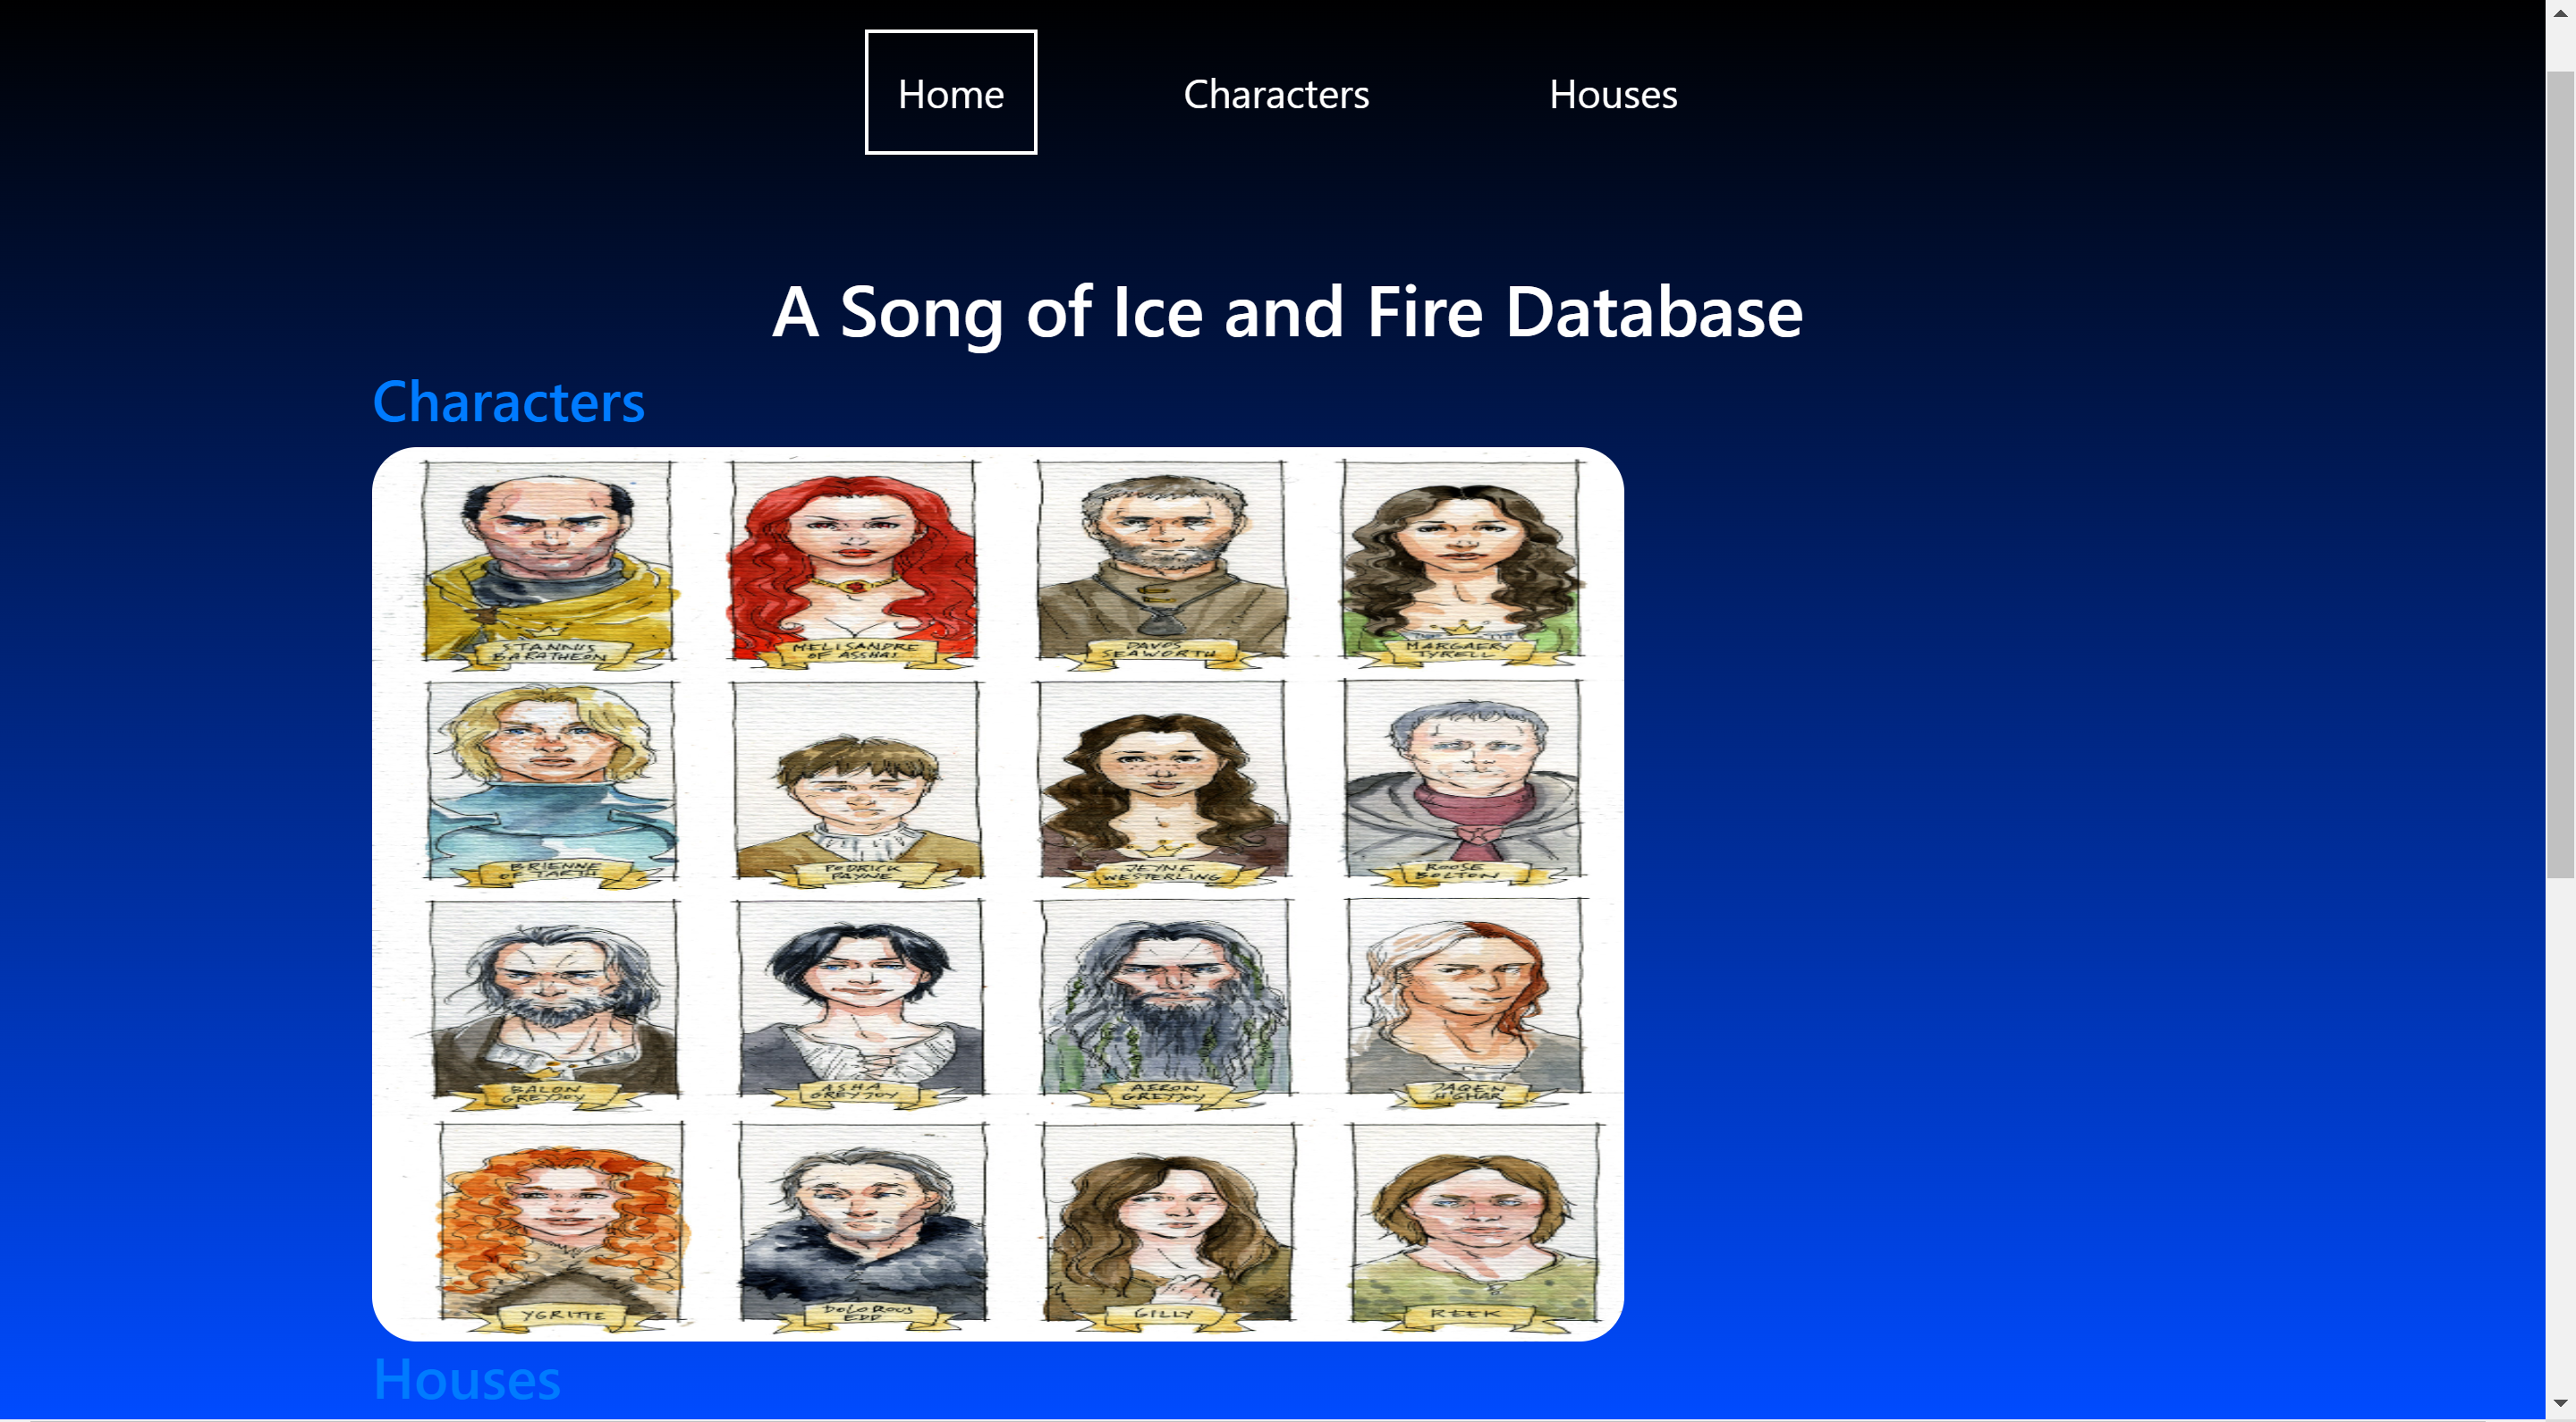 Home Characters Houses
A Song of Ice and Fire Database
Characters
STANNIS
BARATHEON
MELISANDRE
OF ASSHAI
DAVOS
SEAWORTH
MARGAERY
TYRELL
BRIENNE
OF TARTH
PODRICK
PAYNE
JEYNE
WESTERLING
ROOSE
BOLTON
BALON
GREYJOY
ASHA
GREYJOY
AERON
GREYJOY
JAQEN
H'GHAR
YGRITTE
DOLOROUS
EDD
GILLY
REEK
Houses